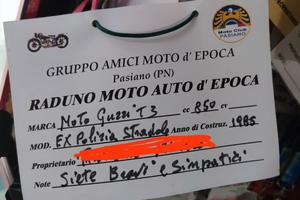 Moto Club
PASIANO
GRUPPO AMICI MOTO d' EPOCA
Pasiano (PN)
RADUNO MOTO AUTO d' EPOCA
MARCA Moto Guzzi T3 cc 850 cv
MOD. EX Polizia Stradale Anno di Costruz. 1985
Proprietario
Note Siete Bravi e Simpatici